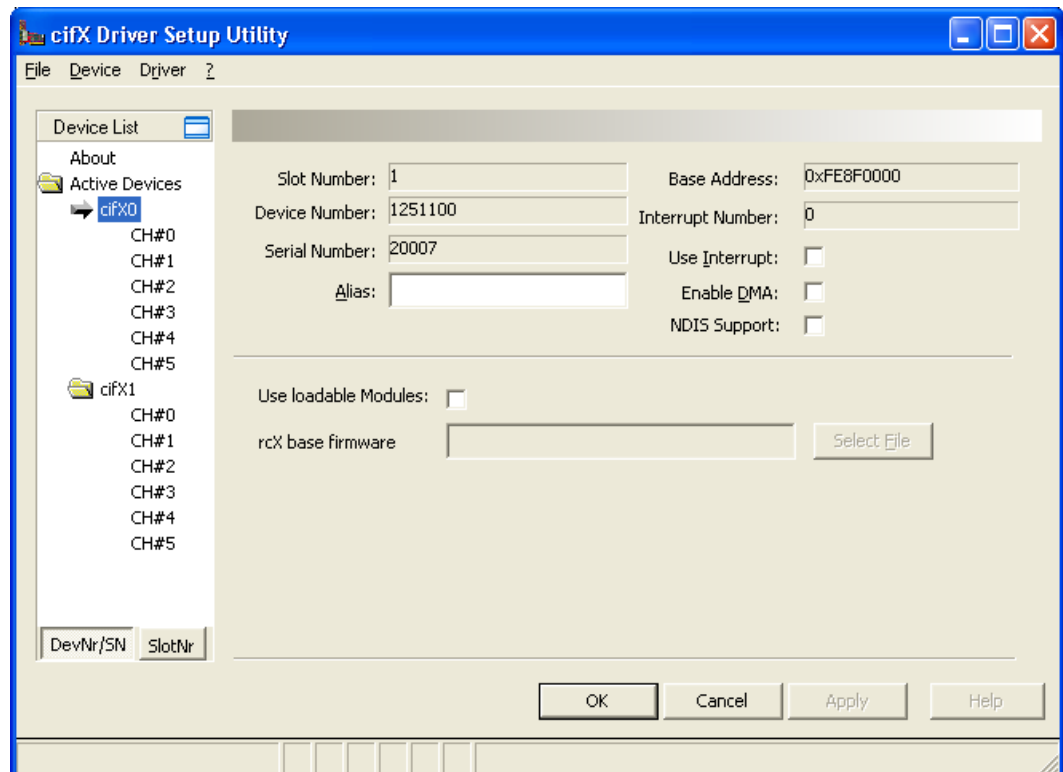 cifX Driver Setup Utility
File Device Driver ?
Device List
About
Active Devices
cifX0
CH#0
CH#1
CH#2
CH#3
CH#4
CH#5
cifX1
CH#0
CH#1
CH#2
CH#3
CH#4
CH#5
DevNr/SN SlotNr
Slot Number: 1
Device Number: 1251100
Serial Number: 20007
Alias:
Base Address: 0xFE8F0000
Interrupt Number: 0
Use Interrupt:
Enable DMA:
NDIS Support:
Use loadable Modules:
rcX base firmware Select File
OK Cancel Apply Help